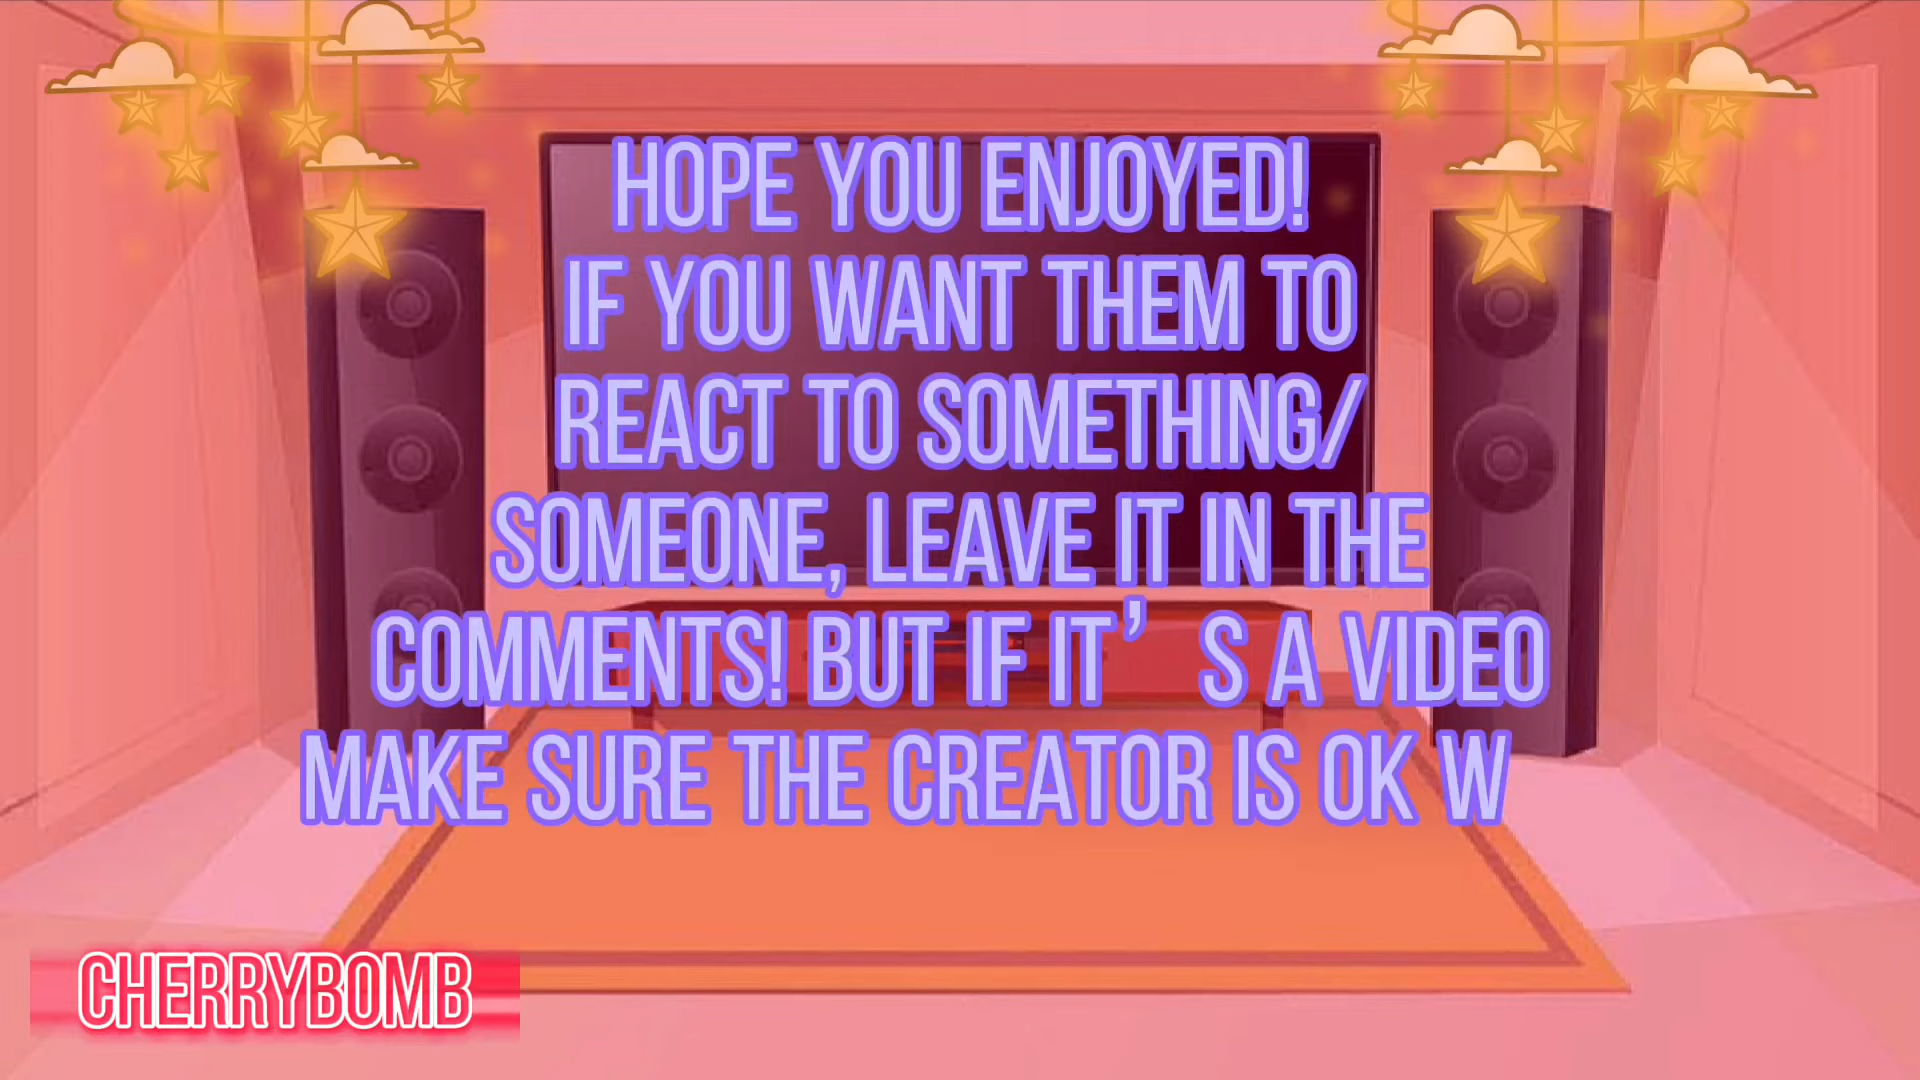 HOPE YOU ENJOYED!
IF YOU WANT THEM TO
REACT TO SOMETHING/
SOMEONE, LEAVE IT IN THE
COMMENTS! BUT IF IT’S A VIDEO
MAKE SURE THE CREATOR IS OK W
CHERRYBOMB